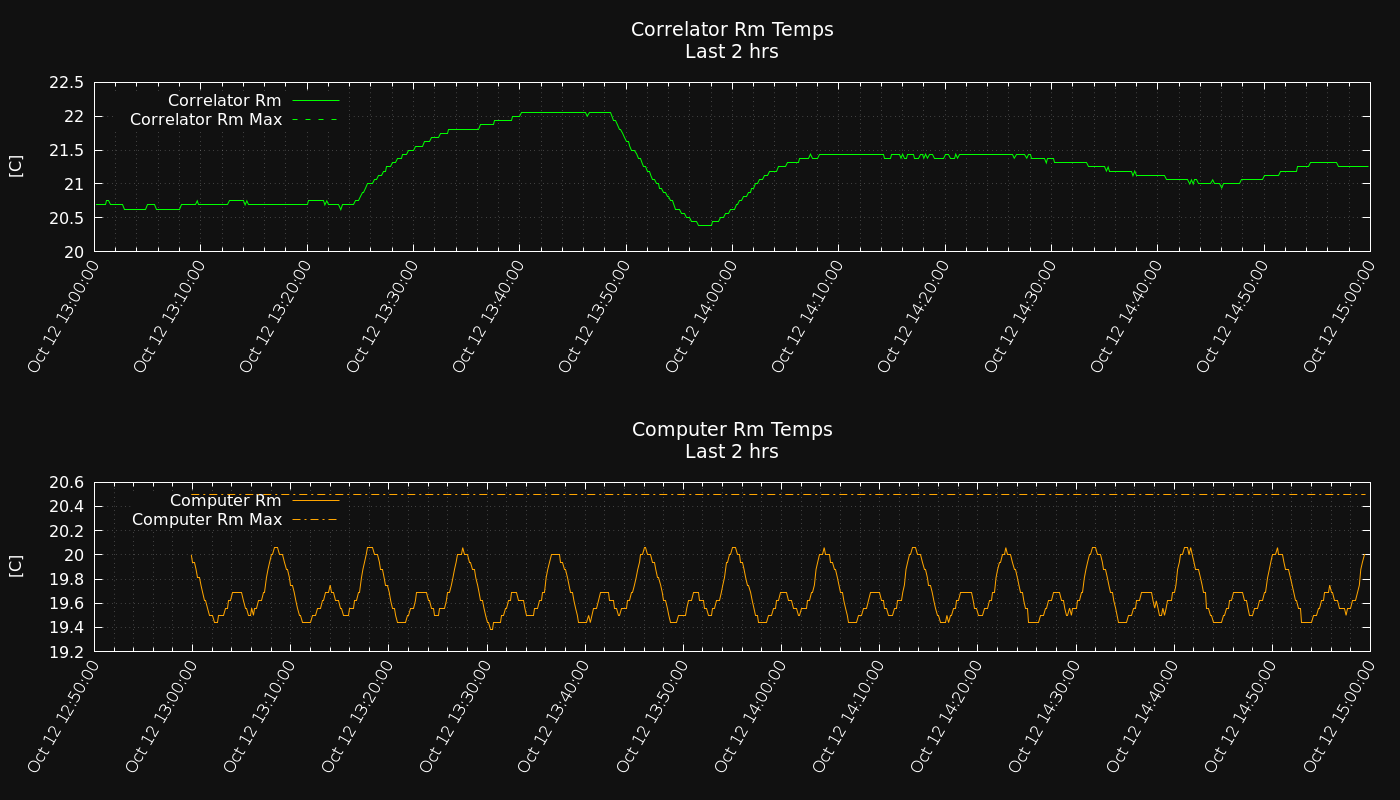 Correlator Rm Temps
Last 2 hrs
22.5
22
21.5
21
20.5
20
[C]
Correlator Rm
Correlator Rm Max
Oct 12 13:00:00
Oct 12 13:10:00
Oct 12 13:20:00
Oct 12 13:30:00
Oct 12 13:40:00
Oct 12 13:50:00
Oct 12 14:00:00
Oct 12 14:10:00
Oct 12 14:20:00
Oct 12 14:30:00
Oct 12 14:40:00
Oct 12 14:50:00
Oct 12 15:00:00
Computer Rm Temps
Last 2 hrs
20.6
20.4
20.2
20
19.8
19.6
19.4
19.2
[C]
Computer Rm
Computer Rm Max
Oct 12 12:50:00
Oct 12 13:00:00
Oct 12 13:10:00
Oct 12 13:20:00
Oct 12 13:30:00
Oct 12 13:40:00
Oct 12 13:50:00
Oct 12 14:00:00
Oct 12 14:10:00
Oct 12 14:20:00
Oct 12 14:30:00
Oct 12 14:40:00
Oct 12 14:50:00
Oct 12 15:00:00